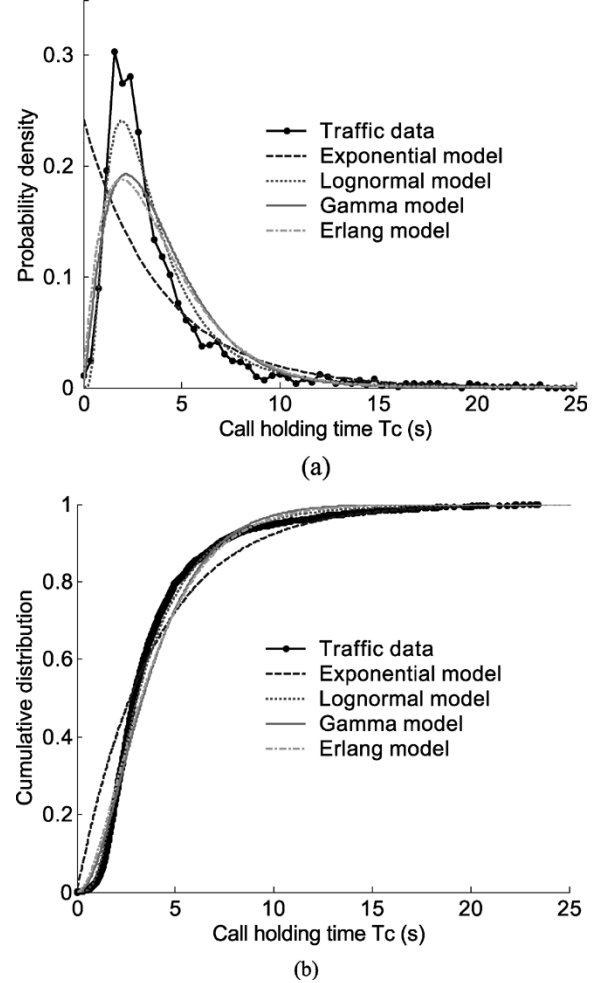 0.3
0.2
0.1
0
Probability density
Traffic data
Exponential model
Lognormal model
Gamma model
Erlang model
0 5 10 15 20 25
Call holding time Tc (s)
(a)
1
0.8
0.6
0.4
0.2
0
Cumulative distribution
Traffic data
Exponential model
Lognormal model
Gamma model
Erlang model
0 5 10 15 20 25
Call holding time Tc (s)
(b)